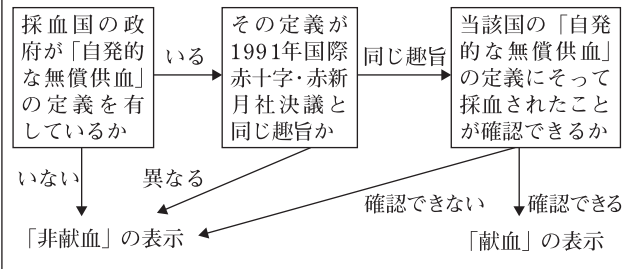 採血国の政
府が「自発的
な無償供血」
の定義を有
しているか
いる
その定義が
1991年国際
赤十字・赤新
月社決議と
同じ趣旨か
同じ趣旨
当該国の「自発
的な無償供血」
の定義にそって
採血されたこと
が確認できるか
いない
異なる
確認できない
確認できる
「非献血」の表示
「献血」の表示